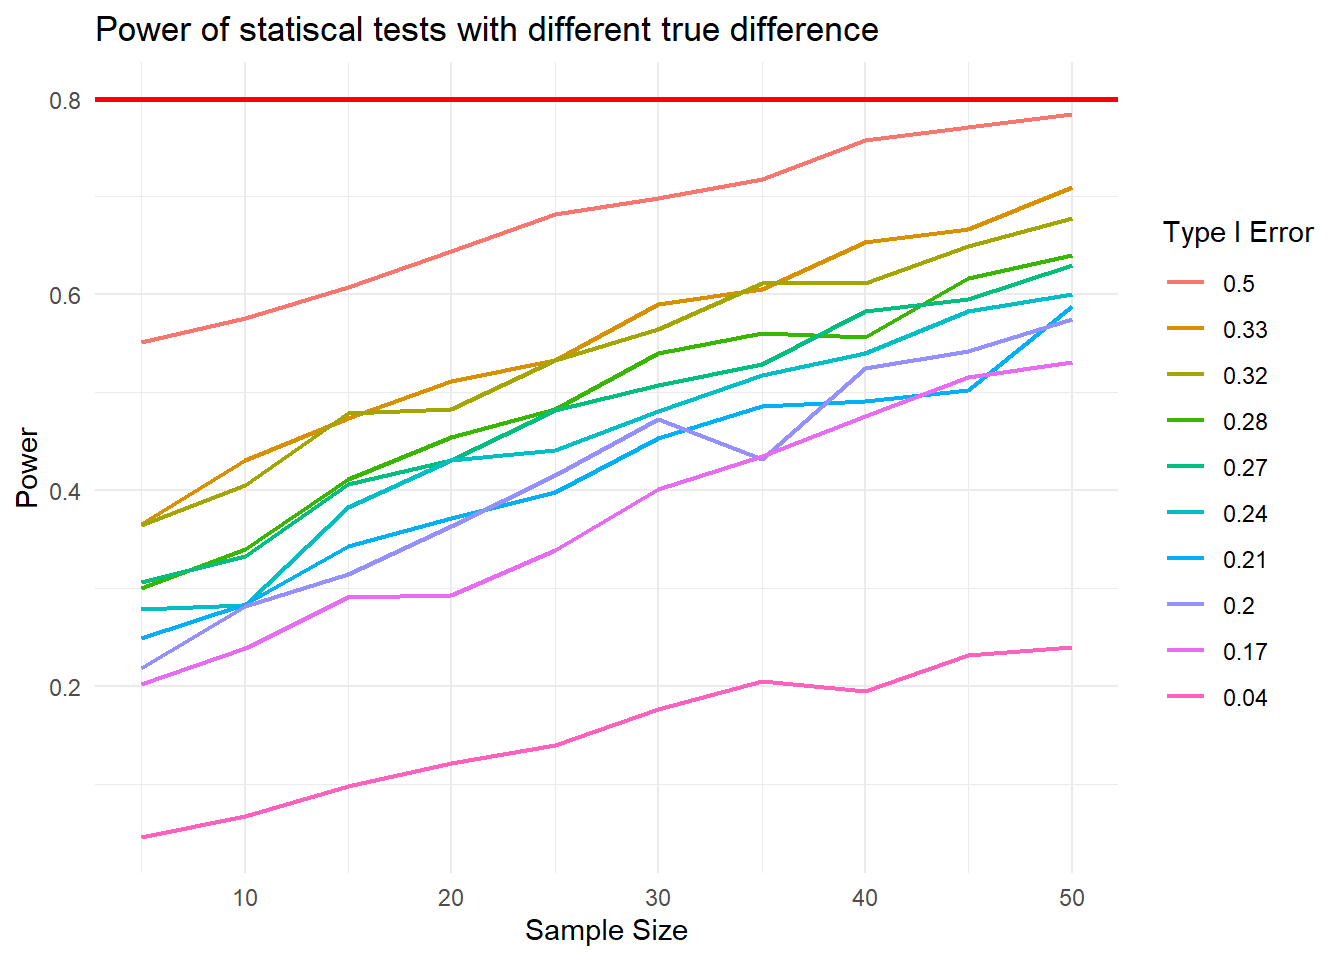 Power of statiscal tests with different true difference
0.8
0.6
0.4
0.2
Power
10 20 30 40 50
Sample Size
Type I Error
0.5
0.33
0.32
0.28
0.27
0.24
0.21
0.2
0.17
0.04